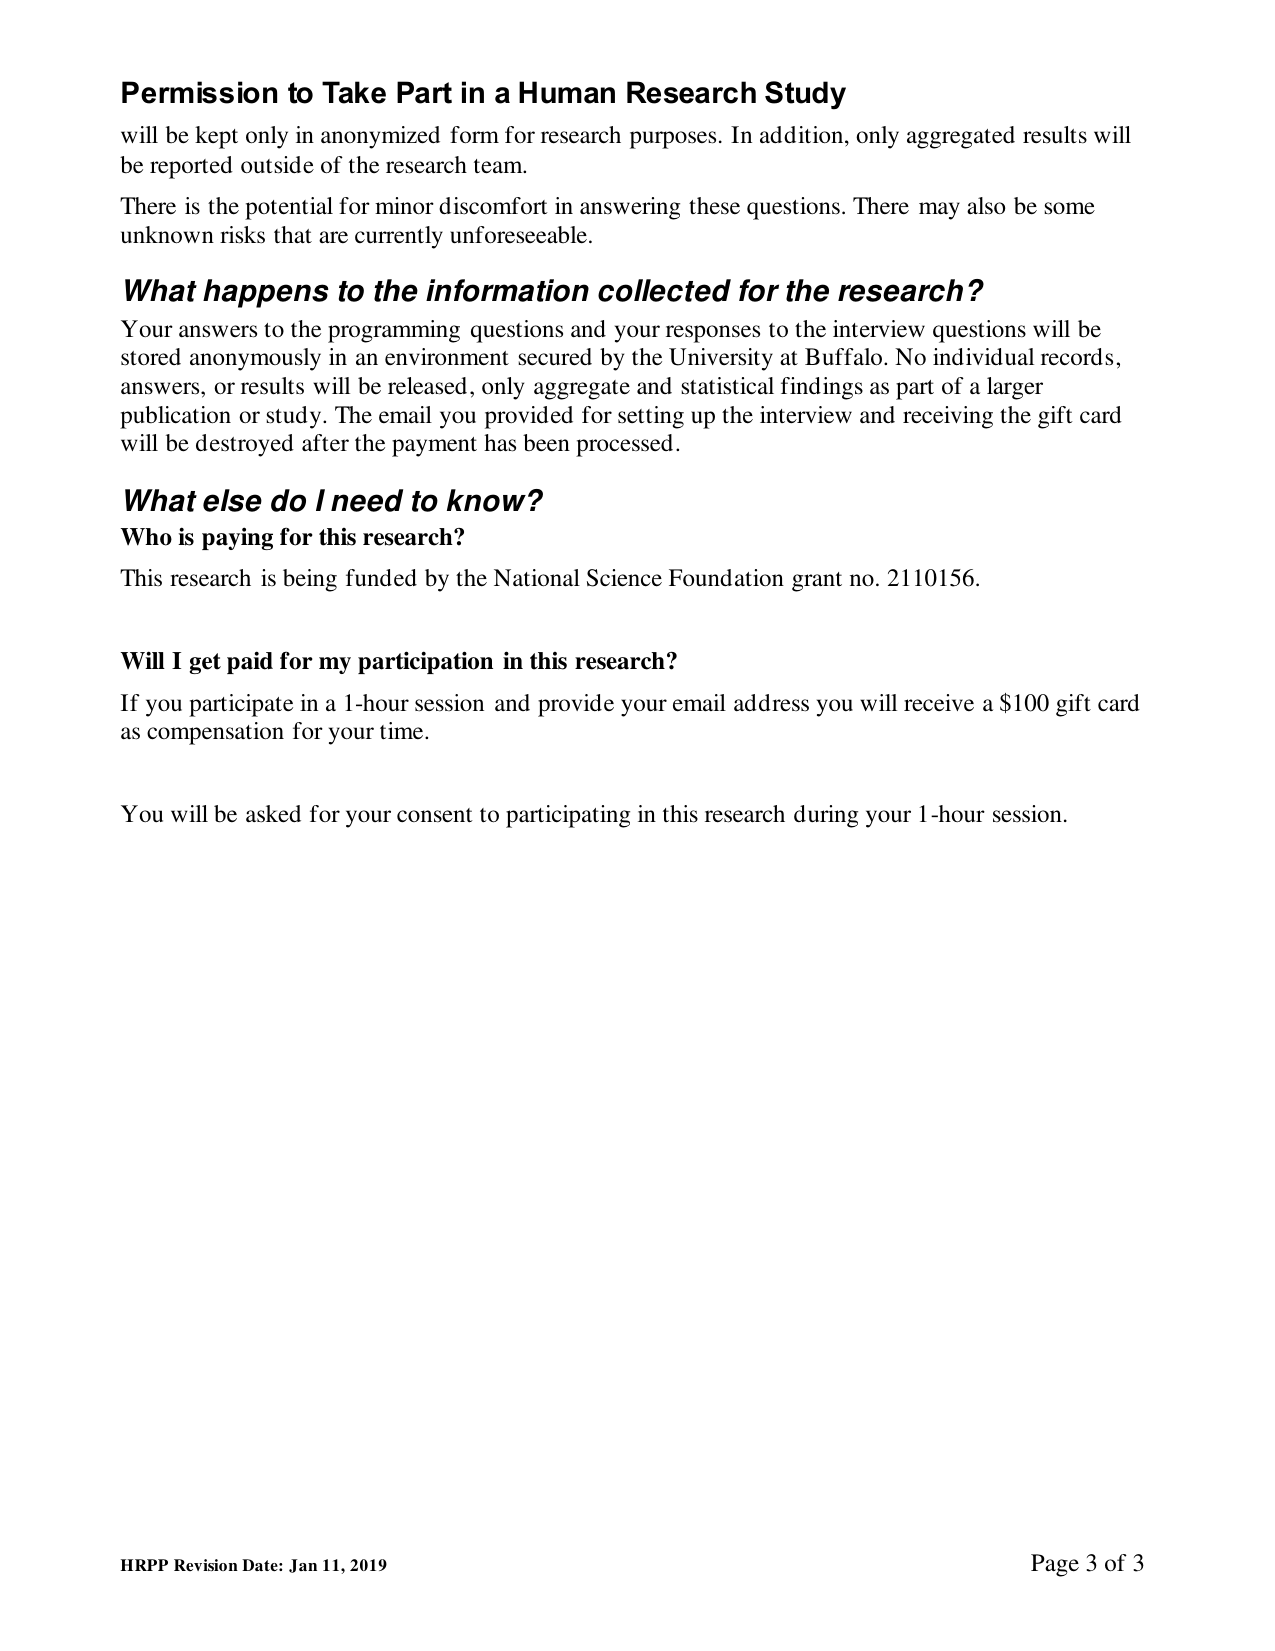 Permission to Take Part in a Human Research Study
will be kept only in anonymized form for research purposes. In addition, only aggregated results will
be reported outside of the research team.
There is the potential for minor discomfort in answering these questions. There may also be some
unknown risks that are currently unforeseeable.
What happens to the information collected for the research?
Your answers to the programming questions and your responses to the interview questions will be
stored anonymously in an environment secured by the University at Buffalo. No individual records,
answers, or results will be released, only aggregate and statistical findings as part of a larger
publication or study. The email you provided for setting up the interview and receiving the gift card
will be destroyed after the payment has been processed.
What else do I need to know?
Who is paying for this research?
This research is being funded by the National Science Foundation grant no. 2110156.
Will I get paid for my participation in this research?
If you participate in a 1-hour session and provide your email address you will receive a $100 gift card
as compensation for your time.
You will be asked for your consent to participating in this research during your 1-hour session.
HRPP Revision Date: Jan 11, 2019
Page 3 of 3